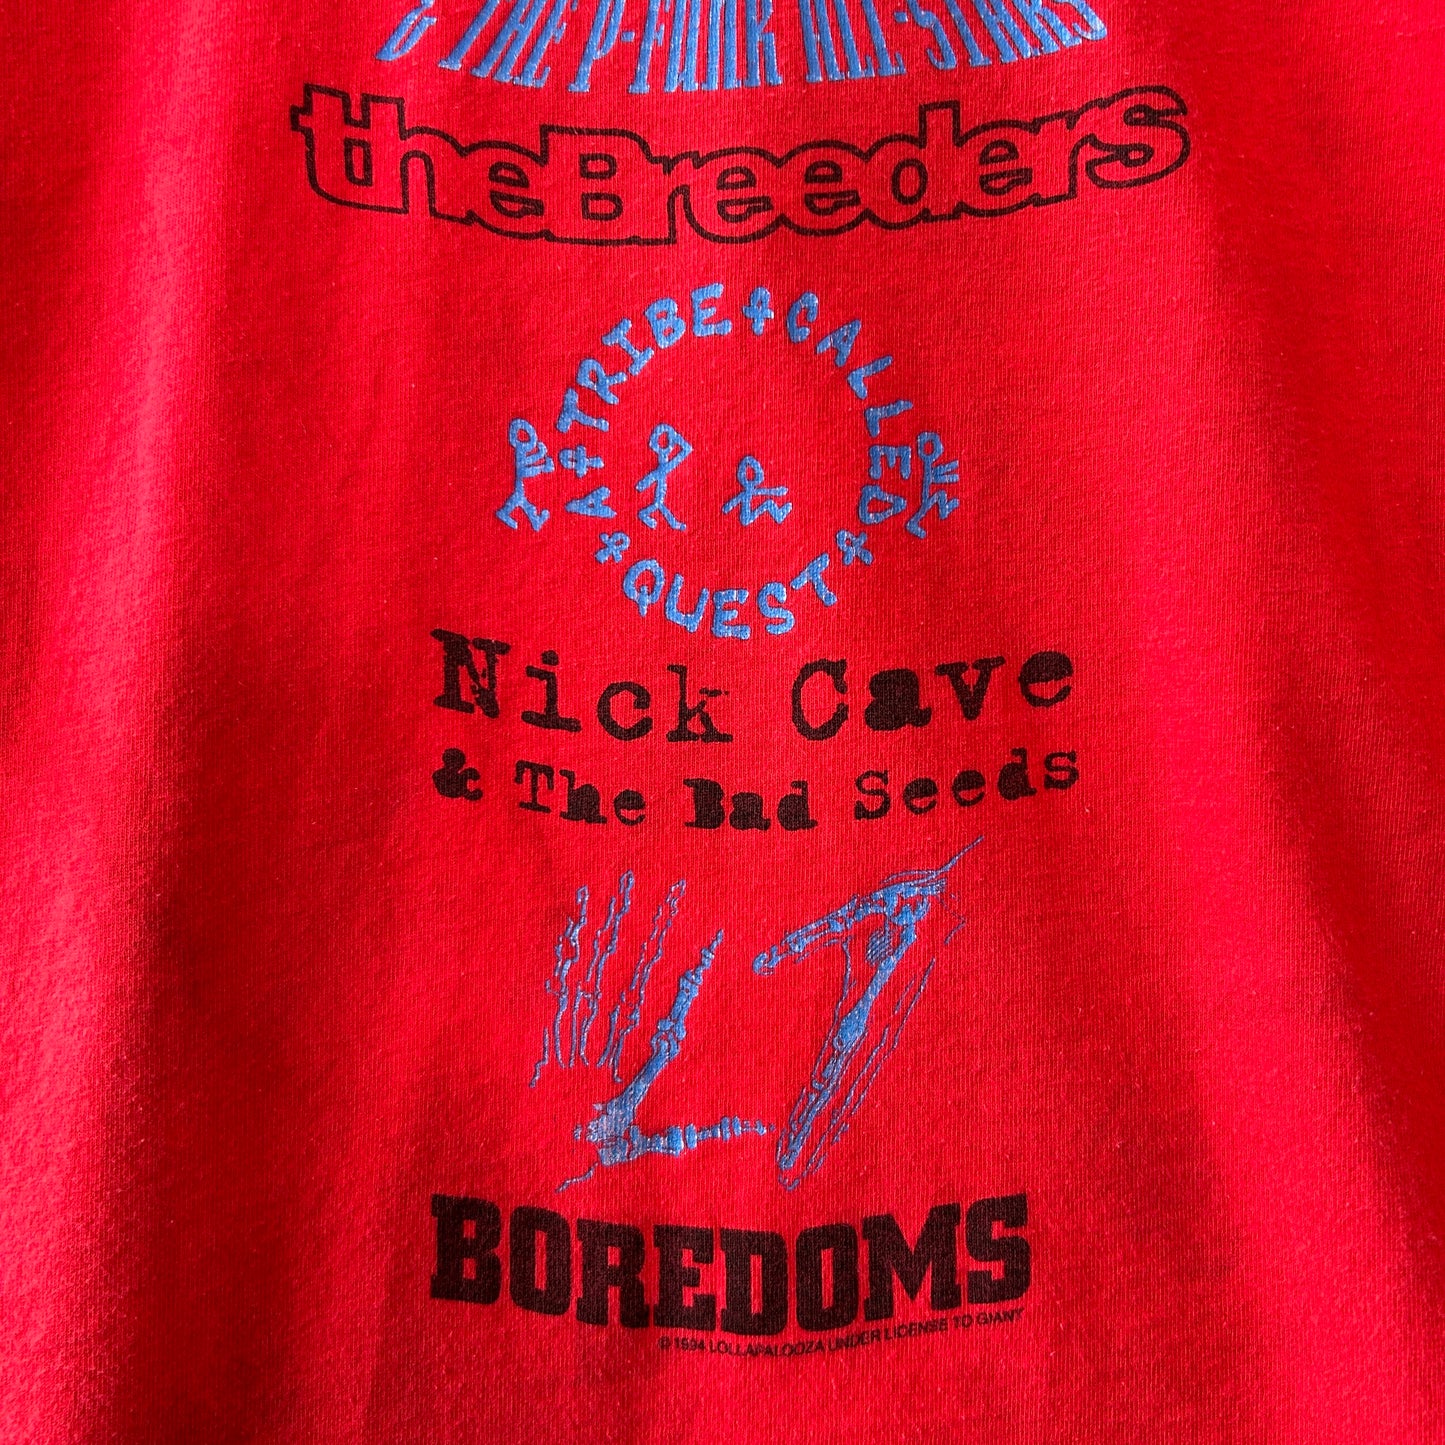 & THE P-FUNK ALL-STARS
theBreeders
A TRIBE CALLED QUEST
Nick Cave
& The Bad Seeds
L7
BOREDOMS
© 1994 LOLLAPALOOZA UNDER LICENSE TO GIANT